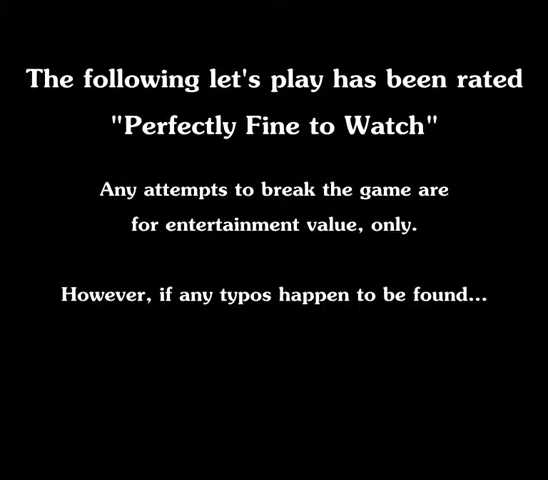 The following let's play has been rated
"Perfectly Fine to Watch"
Any attempts to break the game are
for entertainment value, only.
However, if any typos happen to be found...